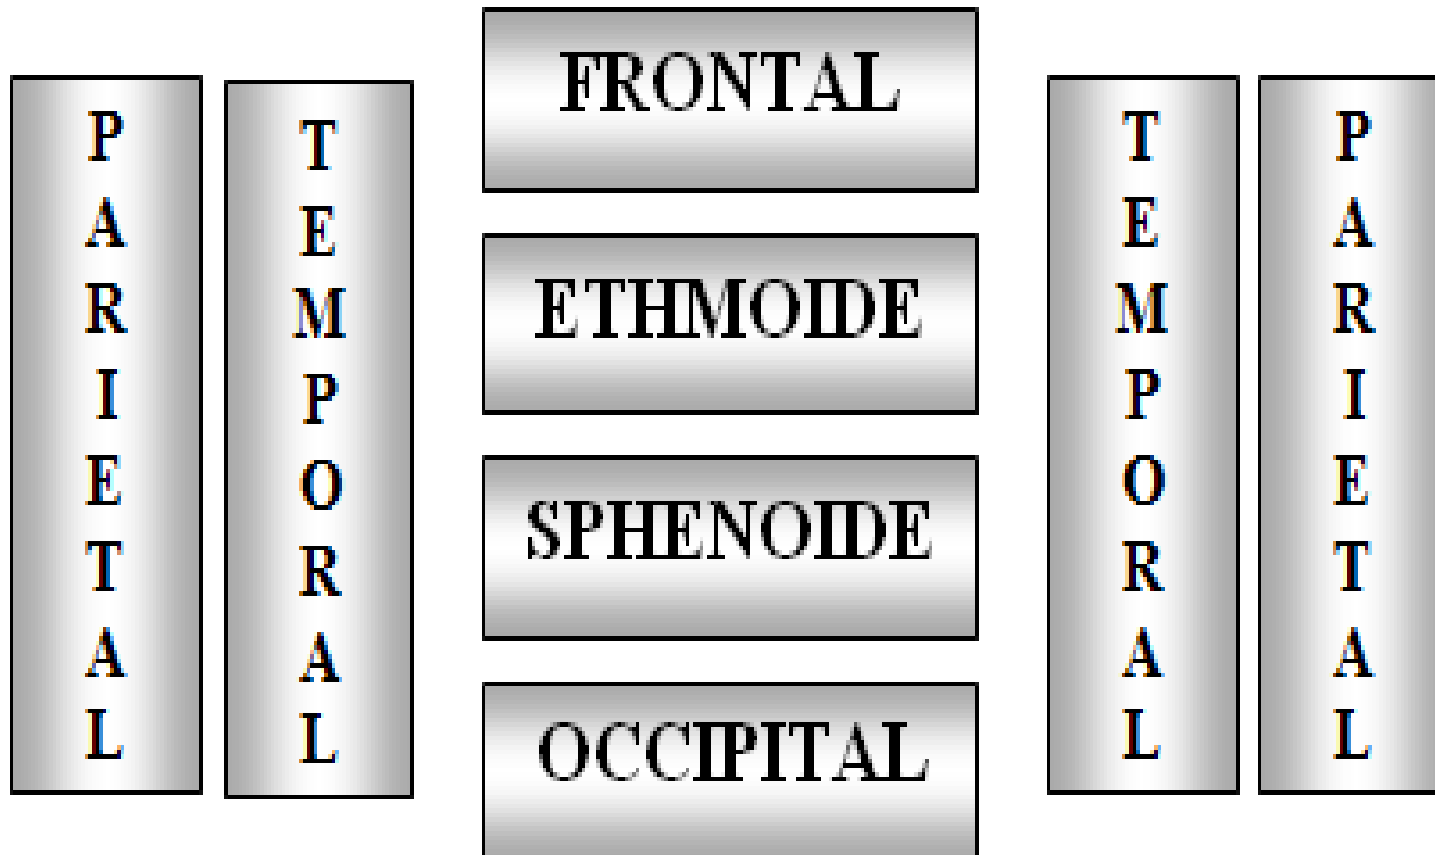 PARIETAL
TEMPORAL
FRONTAL
ETHMOIDE
SPHENOIDE
OCCIPITAL
TEMPORAL
PARIETAL